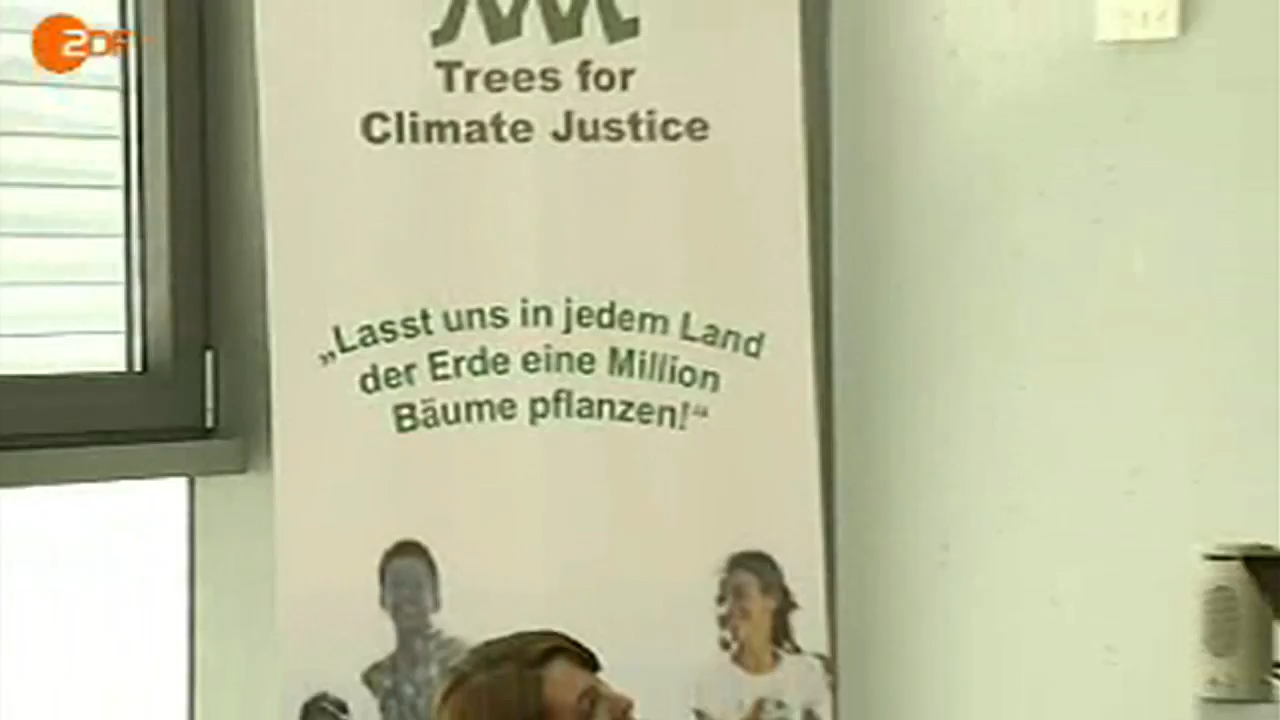 ZDF
Trees for
Climate Justice
„Lasst uns in jedem Land
der Erde eine Million
Bäume pflanzen!“